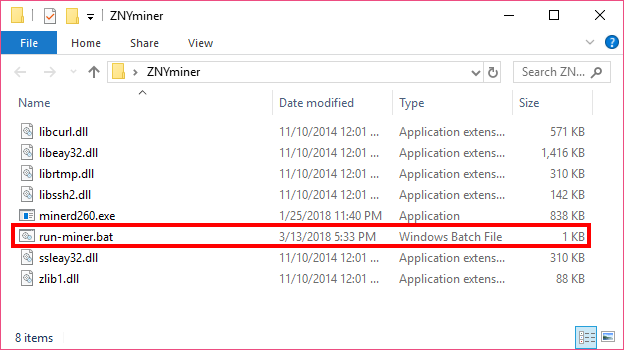 ZNYminer
File Home Share View
ZNYminer Search ZN...
Name Date modified Type Size
libcurl.dll 11/10/2014 12:01 ... Application extens... 571 KB
libeay32.dll 11/10/2014 12:01 ... Application extens... 1,416 KB
librtmp.dll 11/10/2014 12:01 ... Application extens... 310 KB
libssh2.dll 11/10/2014 12:01 ... Application extens... 142 KB
minerd260.exe 1/25/2018 11:40 PM Application 838 KB
run-miner.bat 3/13/2018 5:33 PM Windows Batch File 1 KB
ssleay32.dll 11/10/2014 12:01 ... Application extens... 310 KB
zlib1.dll 11/10/2014 12:01 ... Application extens... 88 KB
8 items